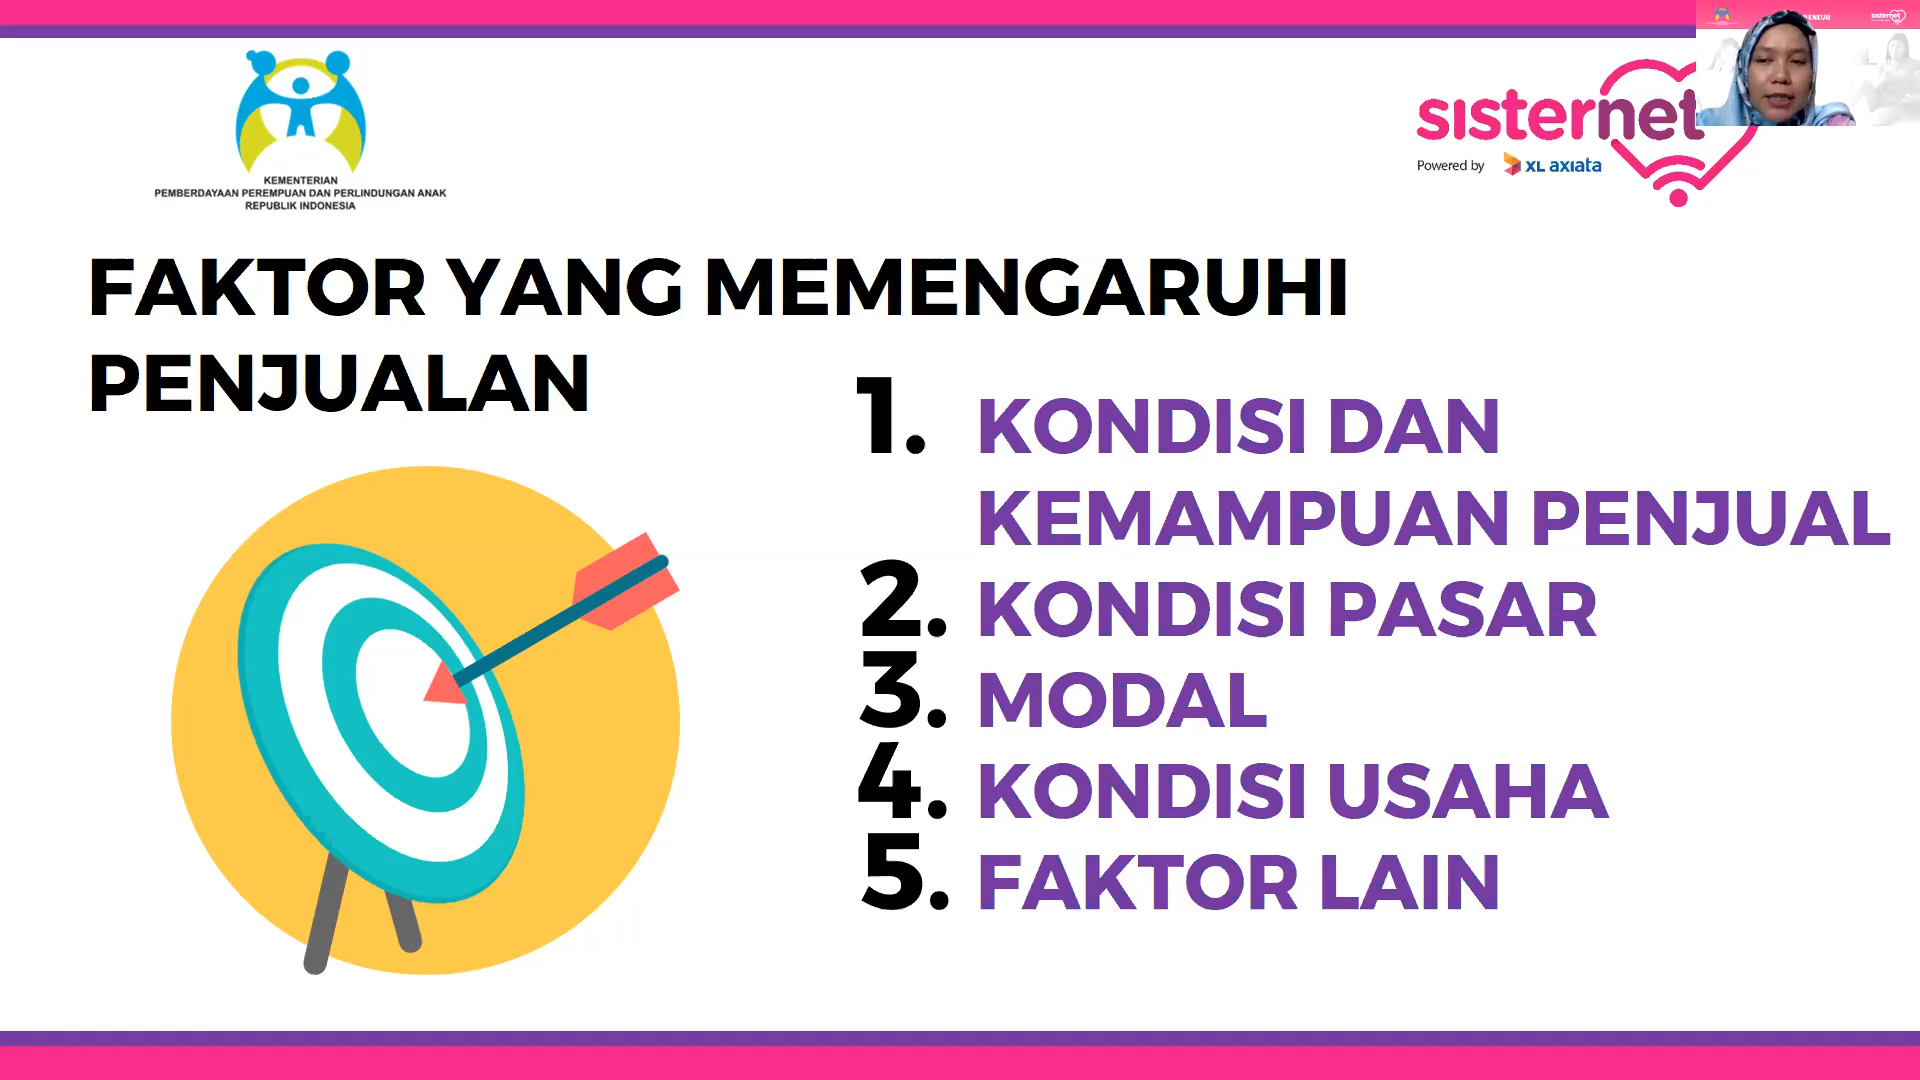 KEMENTERIAN
PEMBERDAYAAN PEREMPUAN DAN PERLINDUNGAN ANAK
REPUBLIK INDONESIA
sisternet
Powered by XL axiata
sisternet
FAKTOR YANG MEMENGARUHI
PENJUALAN
1. KONDISI DAN
KEMAMPUAN PENJUAL
2. KONDISI PASAR
3. MODAL
4. KONDISI USAHA
5. FAKTOR LAIN